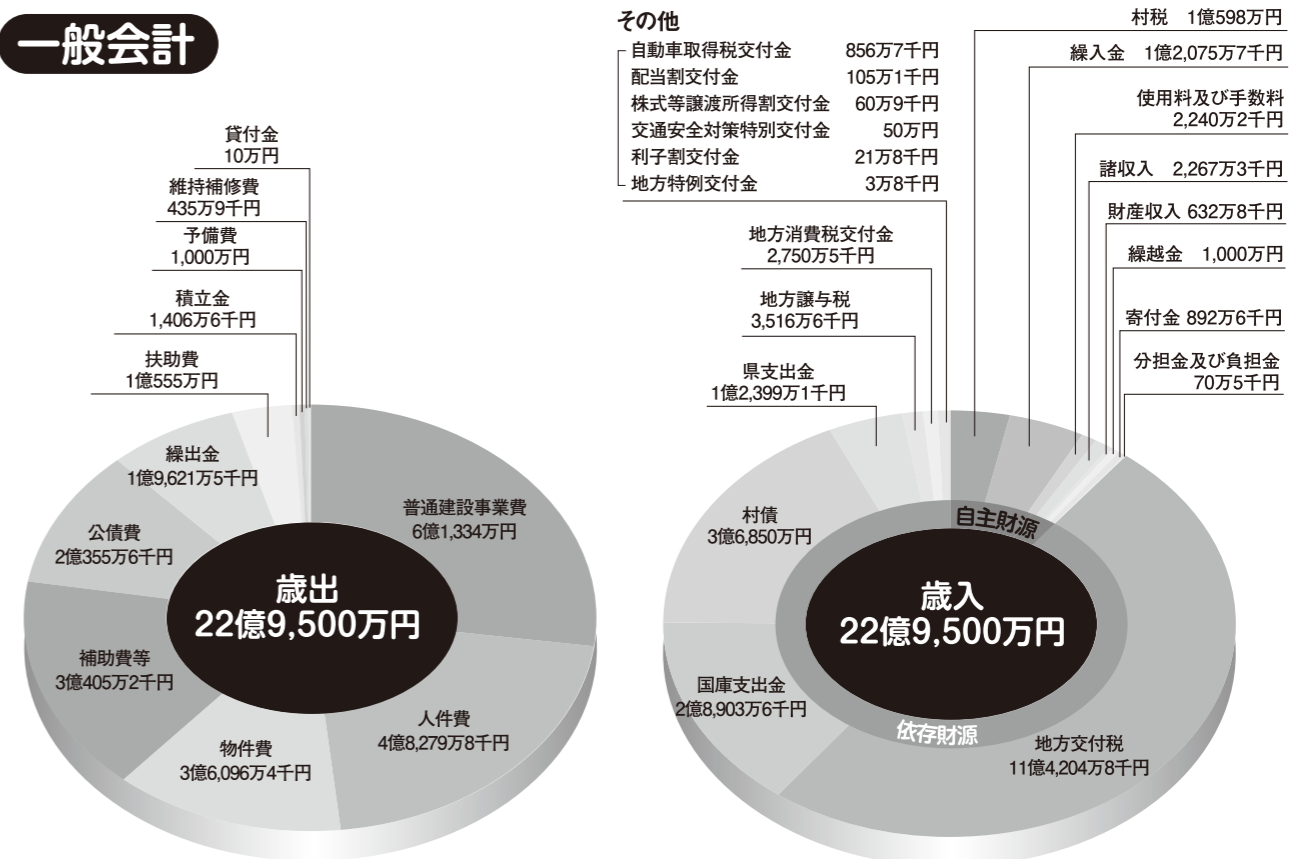 一般会計
貸付金
10万円
維持補修費
435万9千円
予備費
1,000万円
積立金
1,406万6千円
扶助費
1億555万円
繰出金
1億9,621万5千円
公債費
2億355万6千円
補助費等
3億405万2千円
物件費
3億6,096万4千円
人件費
4億8,279万8千円
普通建設事業費
6億1,334万円
歳出
22億9,500万円
その他
自動車取得税交付金 856万7千円
配当割交付金 105万1千円
株式等譲渡所得割交付金 60万9千円
交通安全対策特別交付金 50万円
利子割交付金 21万8千円
地方特例交付金 3万8千円
地方消費税交付金
2,750万5千円
地方譲与税
3,516万6千円
県支出金
1億2,399万1千円
村債
3億6,850万円
国庫支出金
2億8,903万6千円
地方交付税
11億4,204万8千円
村税 1億598万円
繰入金 1億2,075万7千円
使用料及び手数料
2,240万2千円
諸収入 2,267万3千円
財産収入 632万8千円
繰越金 1,000万円
寄付金 892万6千円
分担金及び負担金
70万5千円
自主財源
歳入
22億9,500万円
依存財源